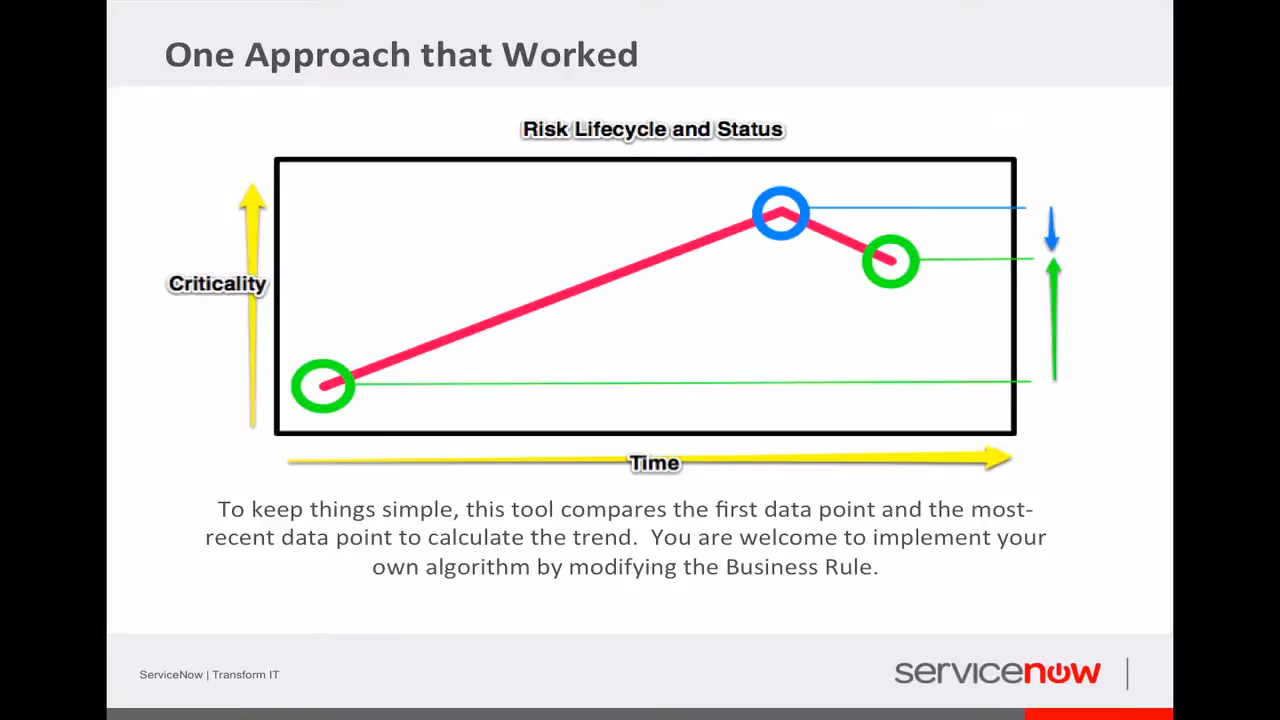 One Approach that Worked
Risk Lifecycle and Status
Criticality
Time
To keep things simple, this tool compares the first data point and the most-
recent data point to calculate the trend.  You are welcome to implement your
own algorithm by modifying the Business Rule.
ServiceNow | Transform IT
servicenow